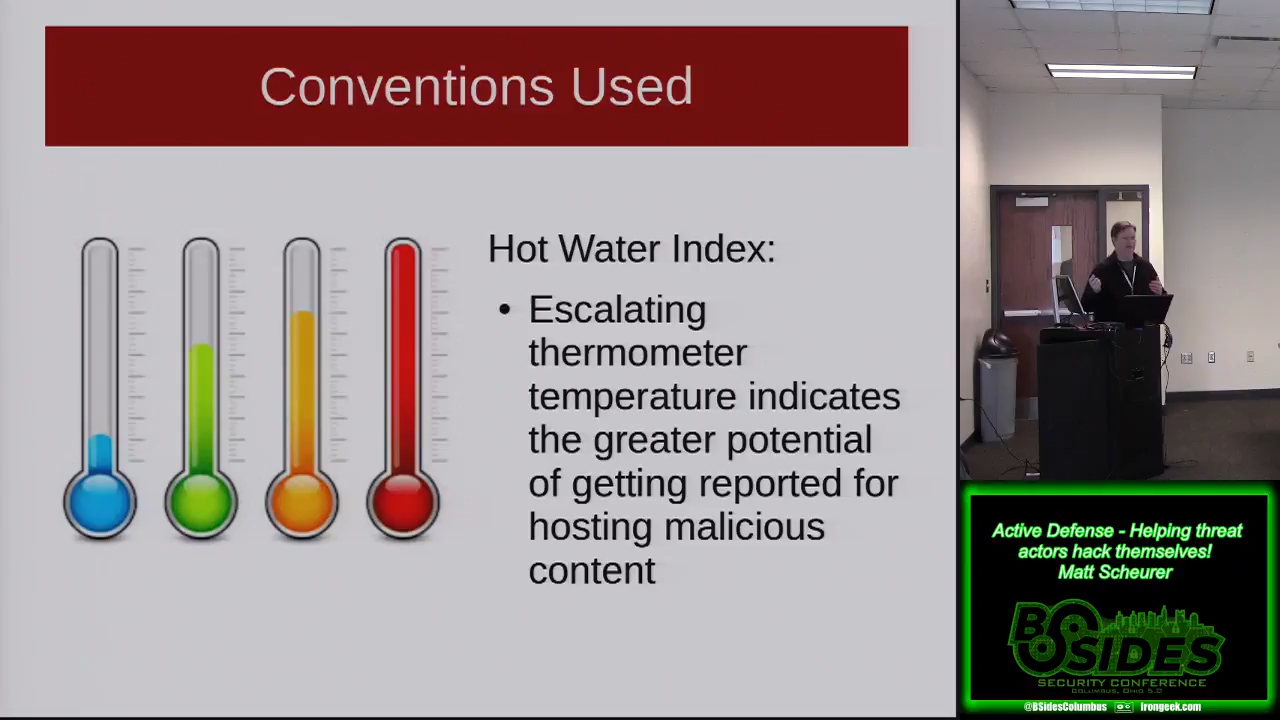 Conventions Used
Hot Water Index:
• Escalating
thermometer
temperature indicates
the greater potential
of getting reported for
hosting malicious
content
Active Defense - Helping threat
actors hack themselves!
Matt Scheurer
BSIDES
SECURITY CONFERENCE
COLUMBUS, OHIO 5.0
@BSidesColumbus
irongeek.com